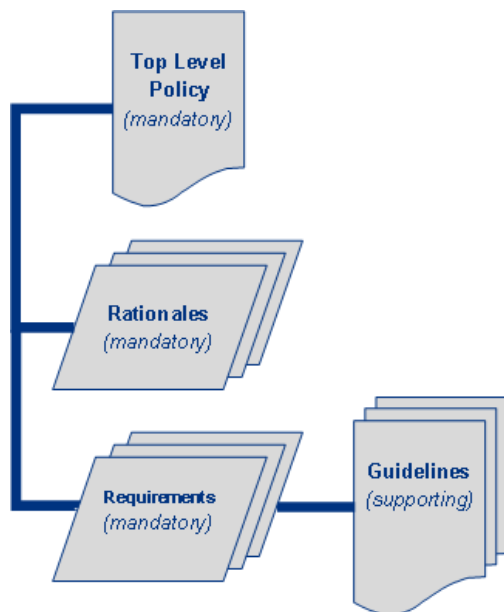 Top Level
Policy
(mandatory)
Rationales
(mandatory)
Requirements
(mandatory)
Guidelines
(supporting)